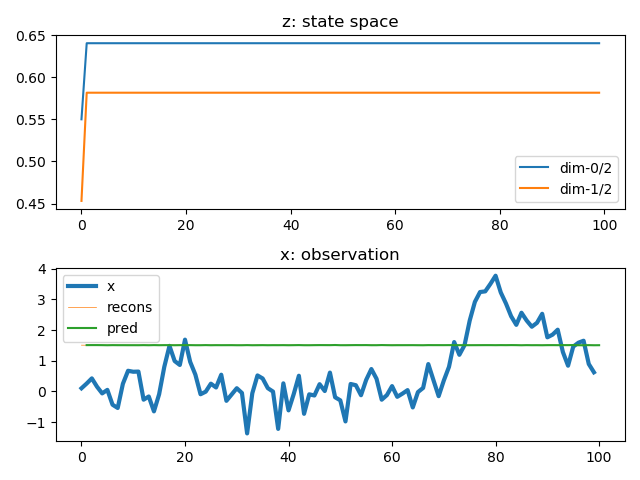 z: state space
0.65
0.60
0.55
0.50
0.45
dim-0/2
dim-1/2
0 20 40 60 80 100
x: observation
4
3
2
1
0
−1
x
recons
pred
0 20 40 60 80 100